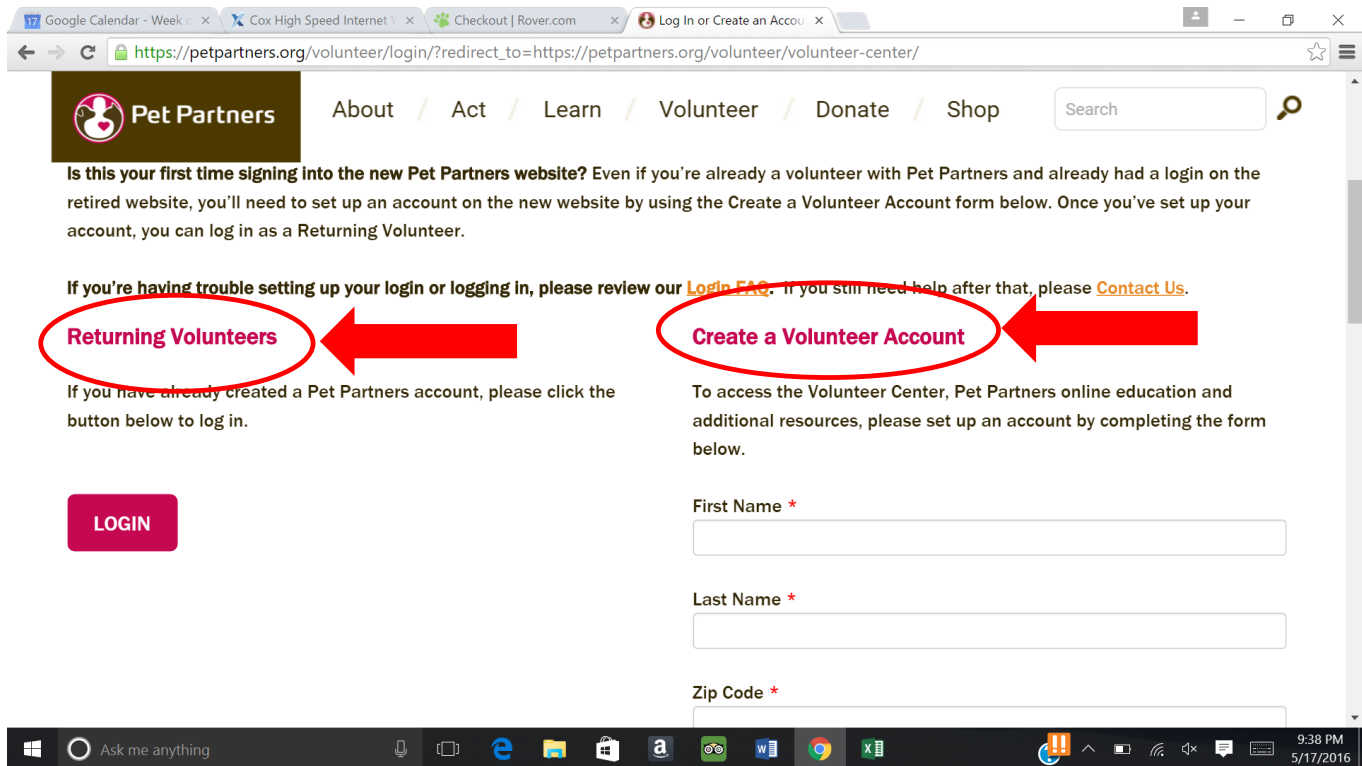 Google Calendar - Week
Cox High Speed Internet
Checkout | Rover.com
Log In or Create an Accou
https://petpartners.org/volunteer/login/?redirect_to=https://petpartners.org/volunteer/volunteer-center/
Pet Partners
About / Act / Learn / Volunteer / Donate / Shop
Search
Is this your first time signing into the new Pet Partners website? Even if you're already a volunteer with Pet Partners and already had a login on the
retired website, you'll need to set up an account on the new website by using the Create a Volunteer Account form below. Once you've set up your
account, you can log in as a Returning Volunteer.
If you're having trouble setting up your login or logging in, please review our Login FAQ. If you still need help after that, please Contact Us.
Returning Volunteers
If you have already created a Pet Partners account, please click the
button below to log in.
LOGIN
Create a Volunteer Account
To access the Volunteer Center, Pet Partners online education and
additional resources, please set up an account by completing the form
below.
First Name *
Last Name *
Zip Code *
Ask me anything
9:38 PM
5/17/2016